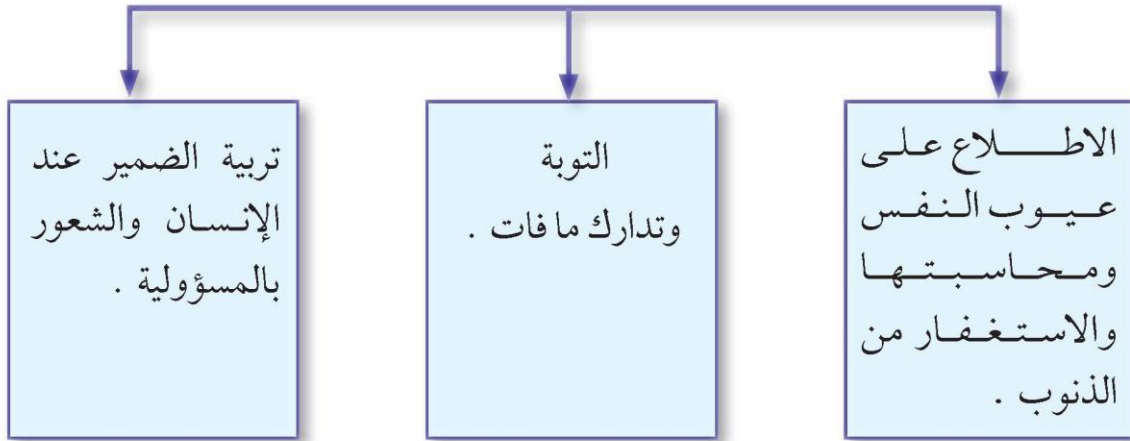 الاطلاع على
عيوب النفس
ومحاسبتها
والاستغفار من
الذنوب .
التوبة
وتدارك ما فات .
تربية الضمير عند
الإنسان والشعور
بالمسؤولية .